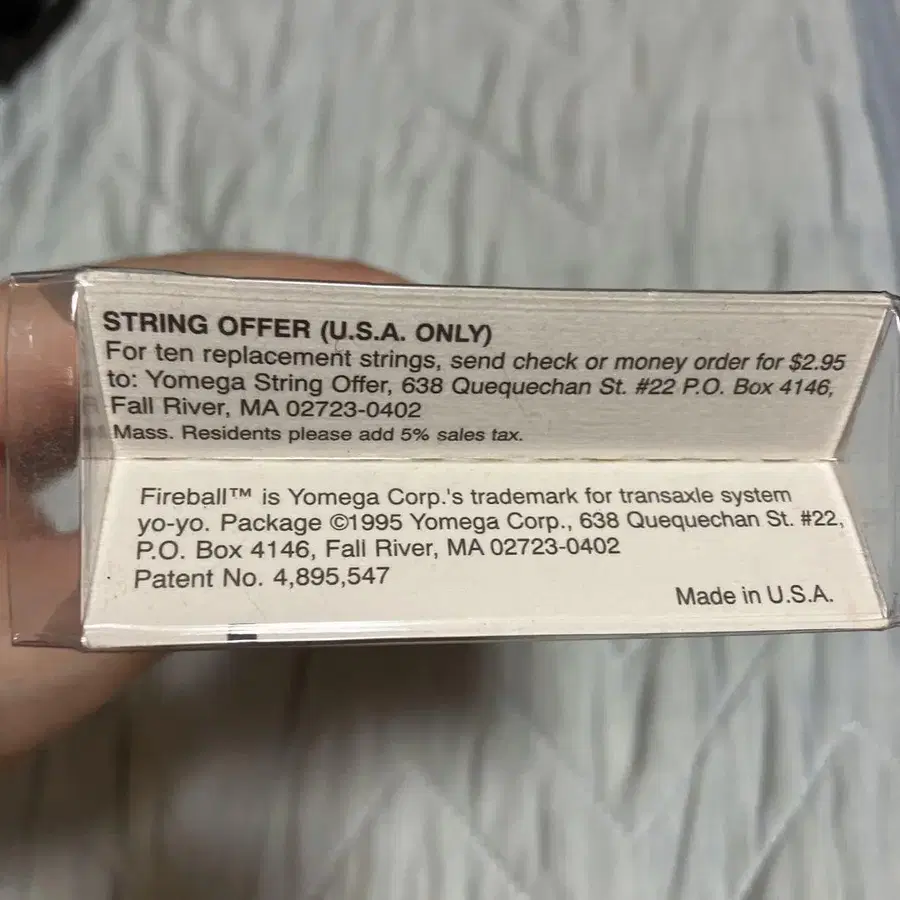 STRING OFFER (U.S.A. ONLY)
For ten replacement strings, send check or money order for $2.95
to: Yomega String Offer, 638 Quequechan St. #22 P.O. Box 4146,
Fall River, MA 02723-0402
Mass. Residents please add 5% sales tax.
Fireball™ is Yomega Corp.'s trademark for transaxle system
yo-yo. Package ©1995 Yomega Corp., 638 Quequechan St. #22,
P.O. Box 4146, Fall River, MA 02723-0402
Patent No. 4,895,547
Made in U.S.A.